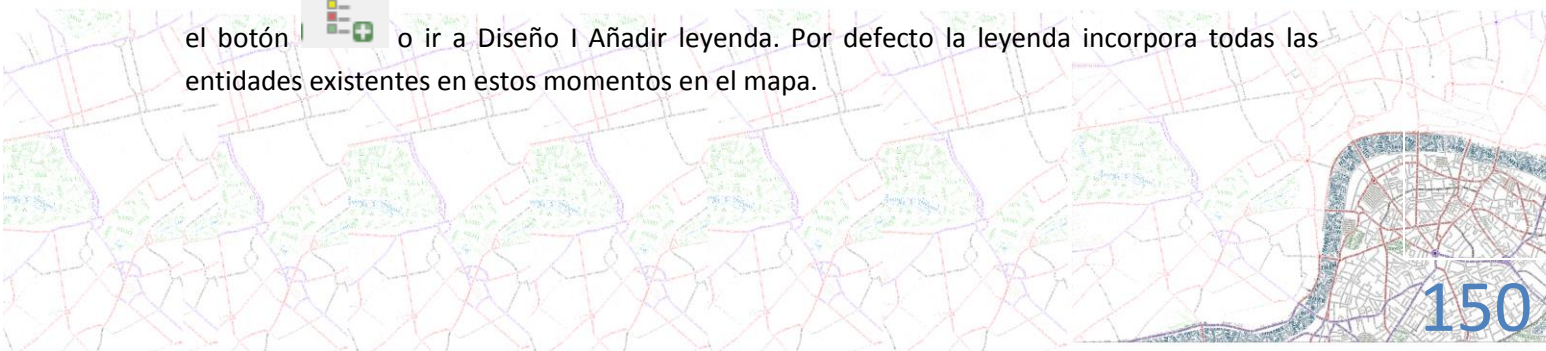 el botón o ir a Diseño I Añadir leyenda. Por defecto la leyenda incorpora todas las
entidades existentes en estos momentos en el mapa.
150